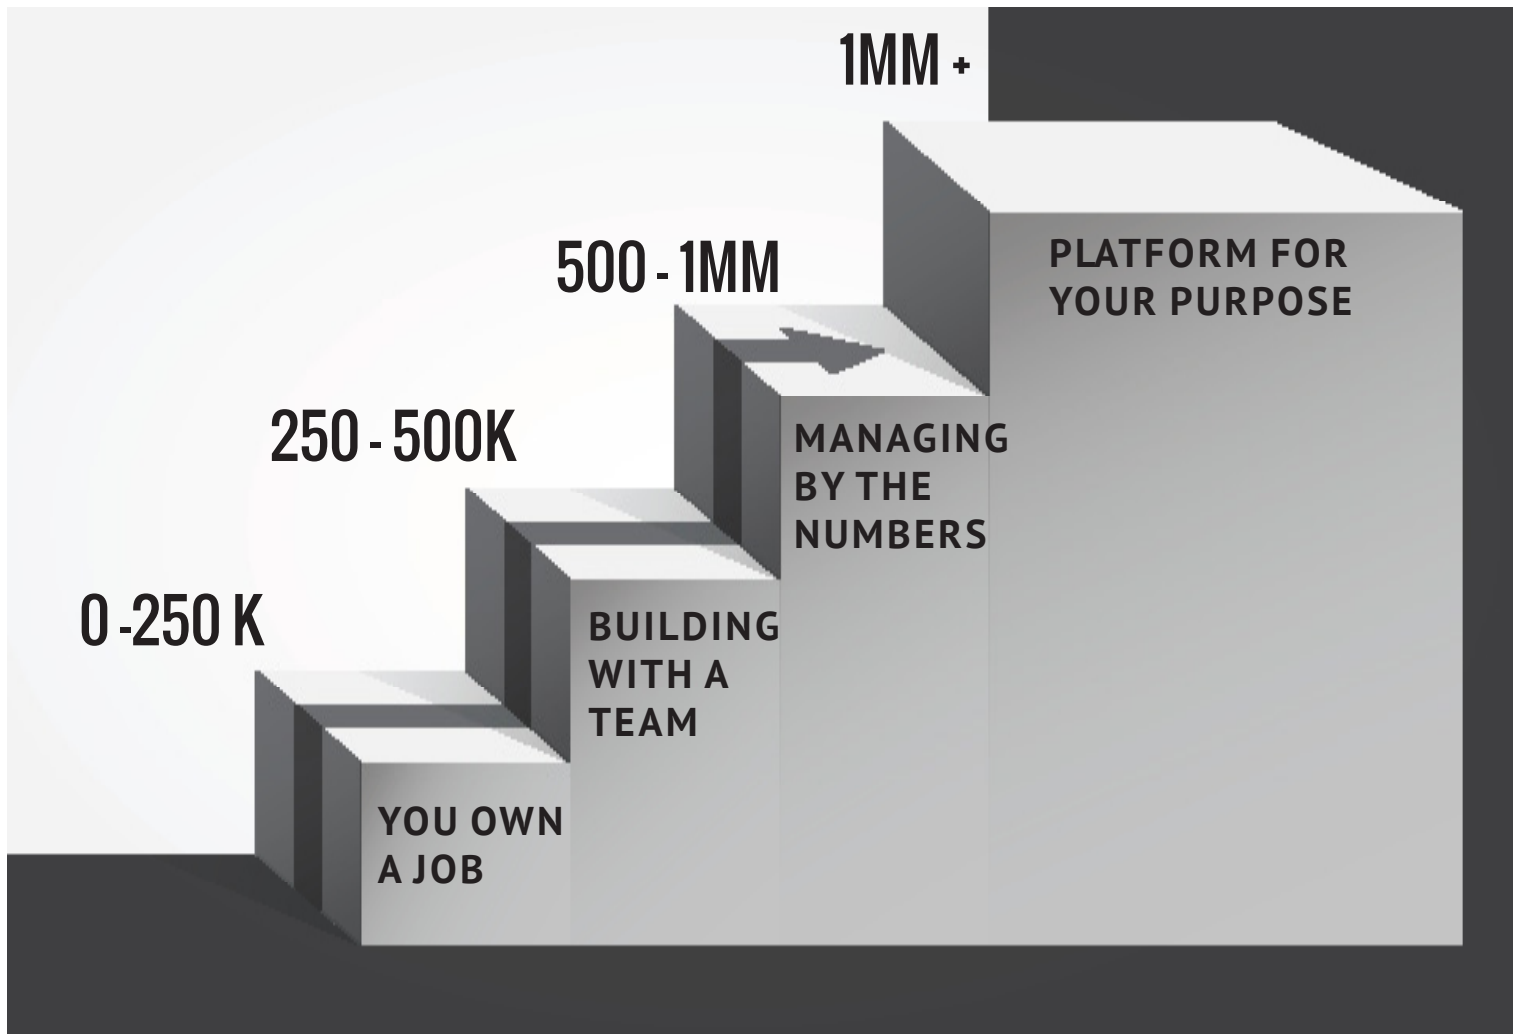 1MM +
PLATFORM FOR
YOUR PURPOSE
500 - 1MM
MANAGING
BY THE
NUMBERS
250 - 500K
BUILDING
WITH A
TEAM
0 -250 K
YOU OWN
A JOB